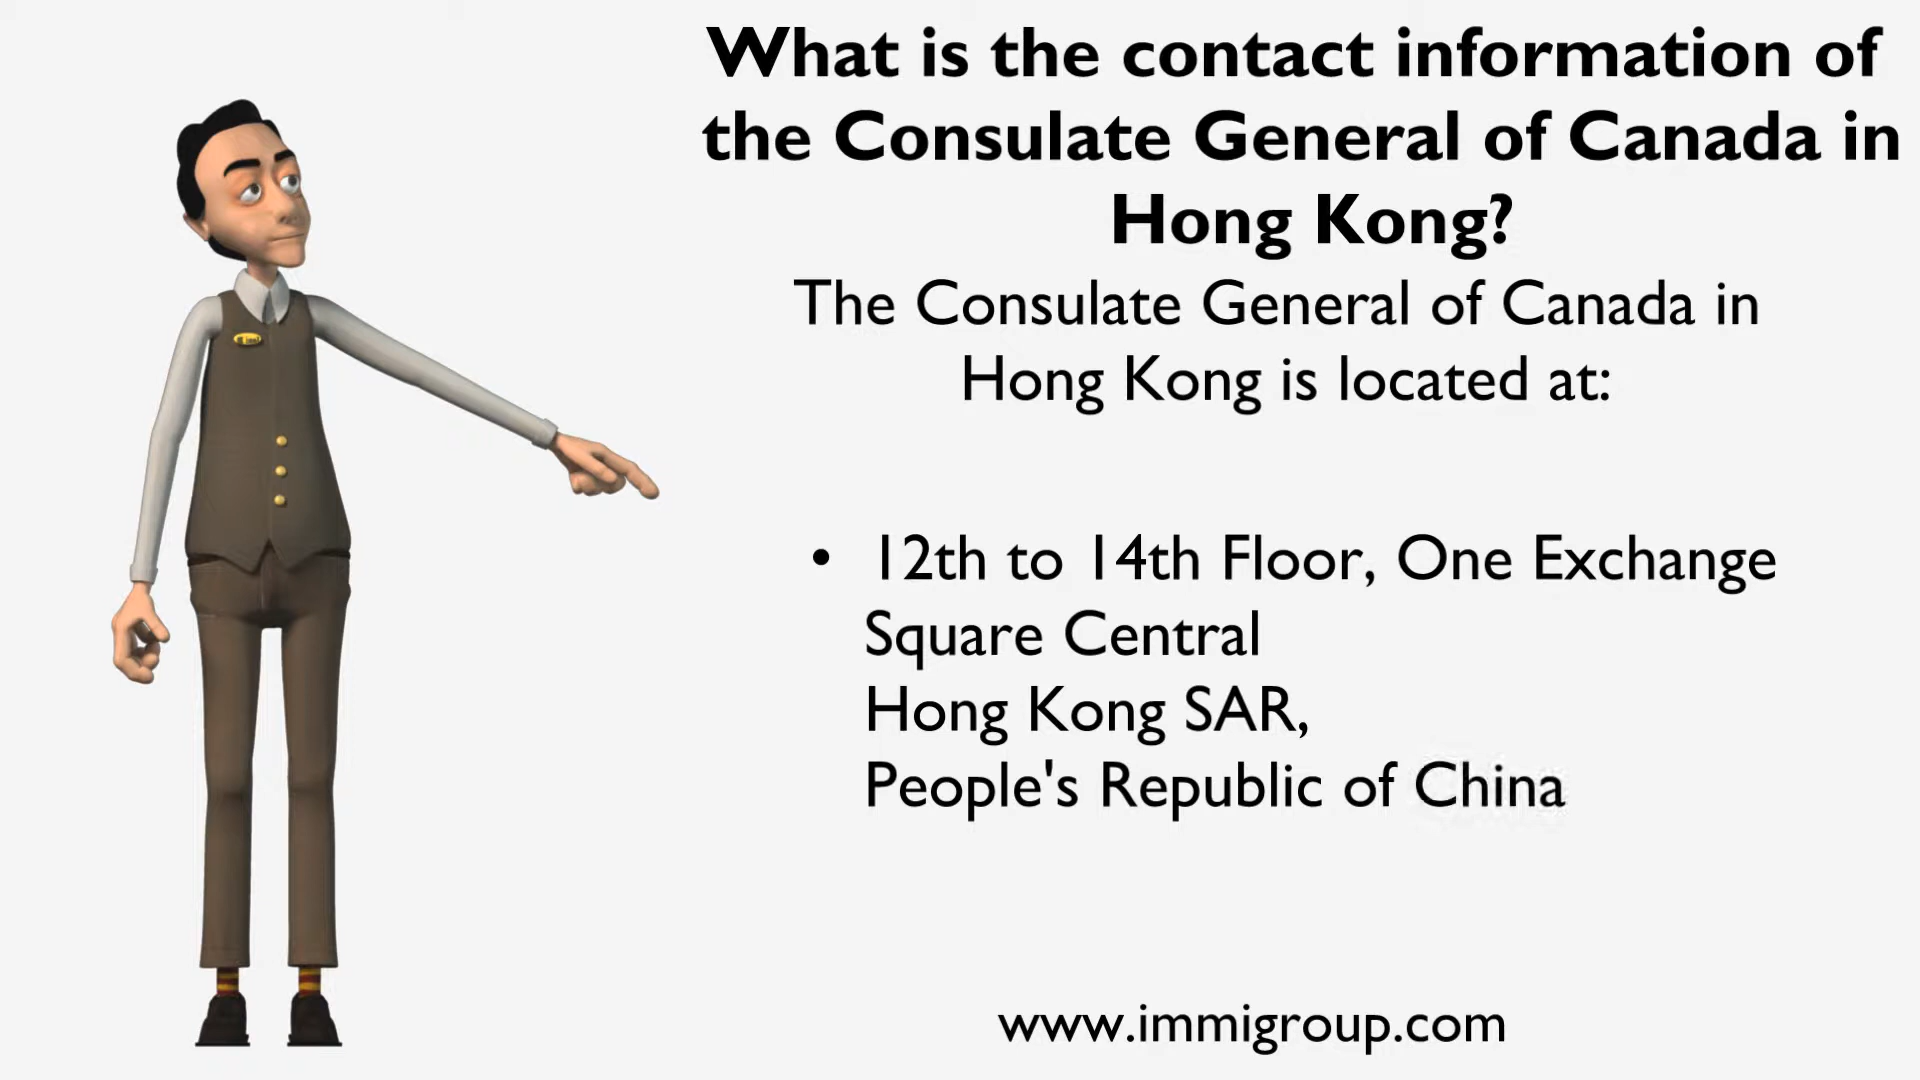 What is the contact information of
the Consulate General of Canada in
Hong Kong?
The Consulate General of Canada in
Hong Kong is located at:
• 12th to 14th Floor, One Exchange
Square Central
Hong Kong SAR,
People's Republic of China
www.immigroup.com